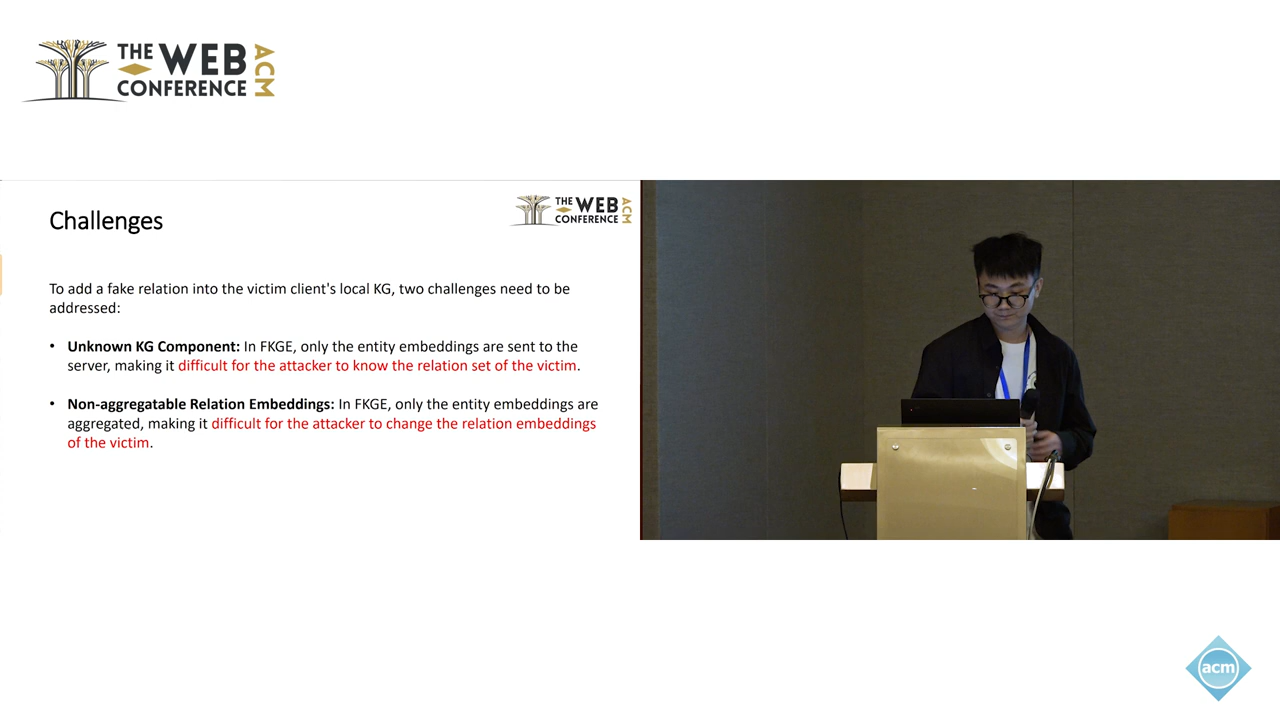 THE WEB
CONFERENCE
ACM
Challenges
THE WEB
CONFERENCE
ACM
To add a fake relation into the victim client's local KG, two challenges need to be
addressed:
• Unknown KG Component: In FKGE, only the entity embeddings are sent to the
server, making it difficult for the attacker to know the relation set of the victim.
• Non-aggregatable Relation Embeddings: In FKGE, only the entity embeddings are
aggregated, making it difficult for the attacker to change the relation embeddings
of the victim.
acm